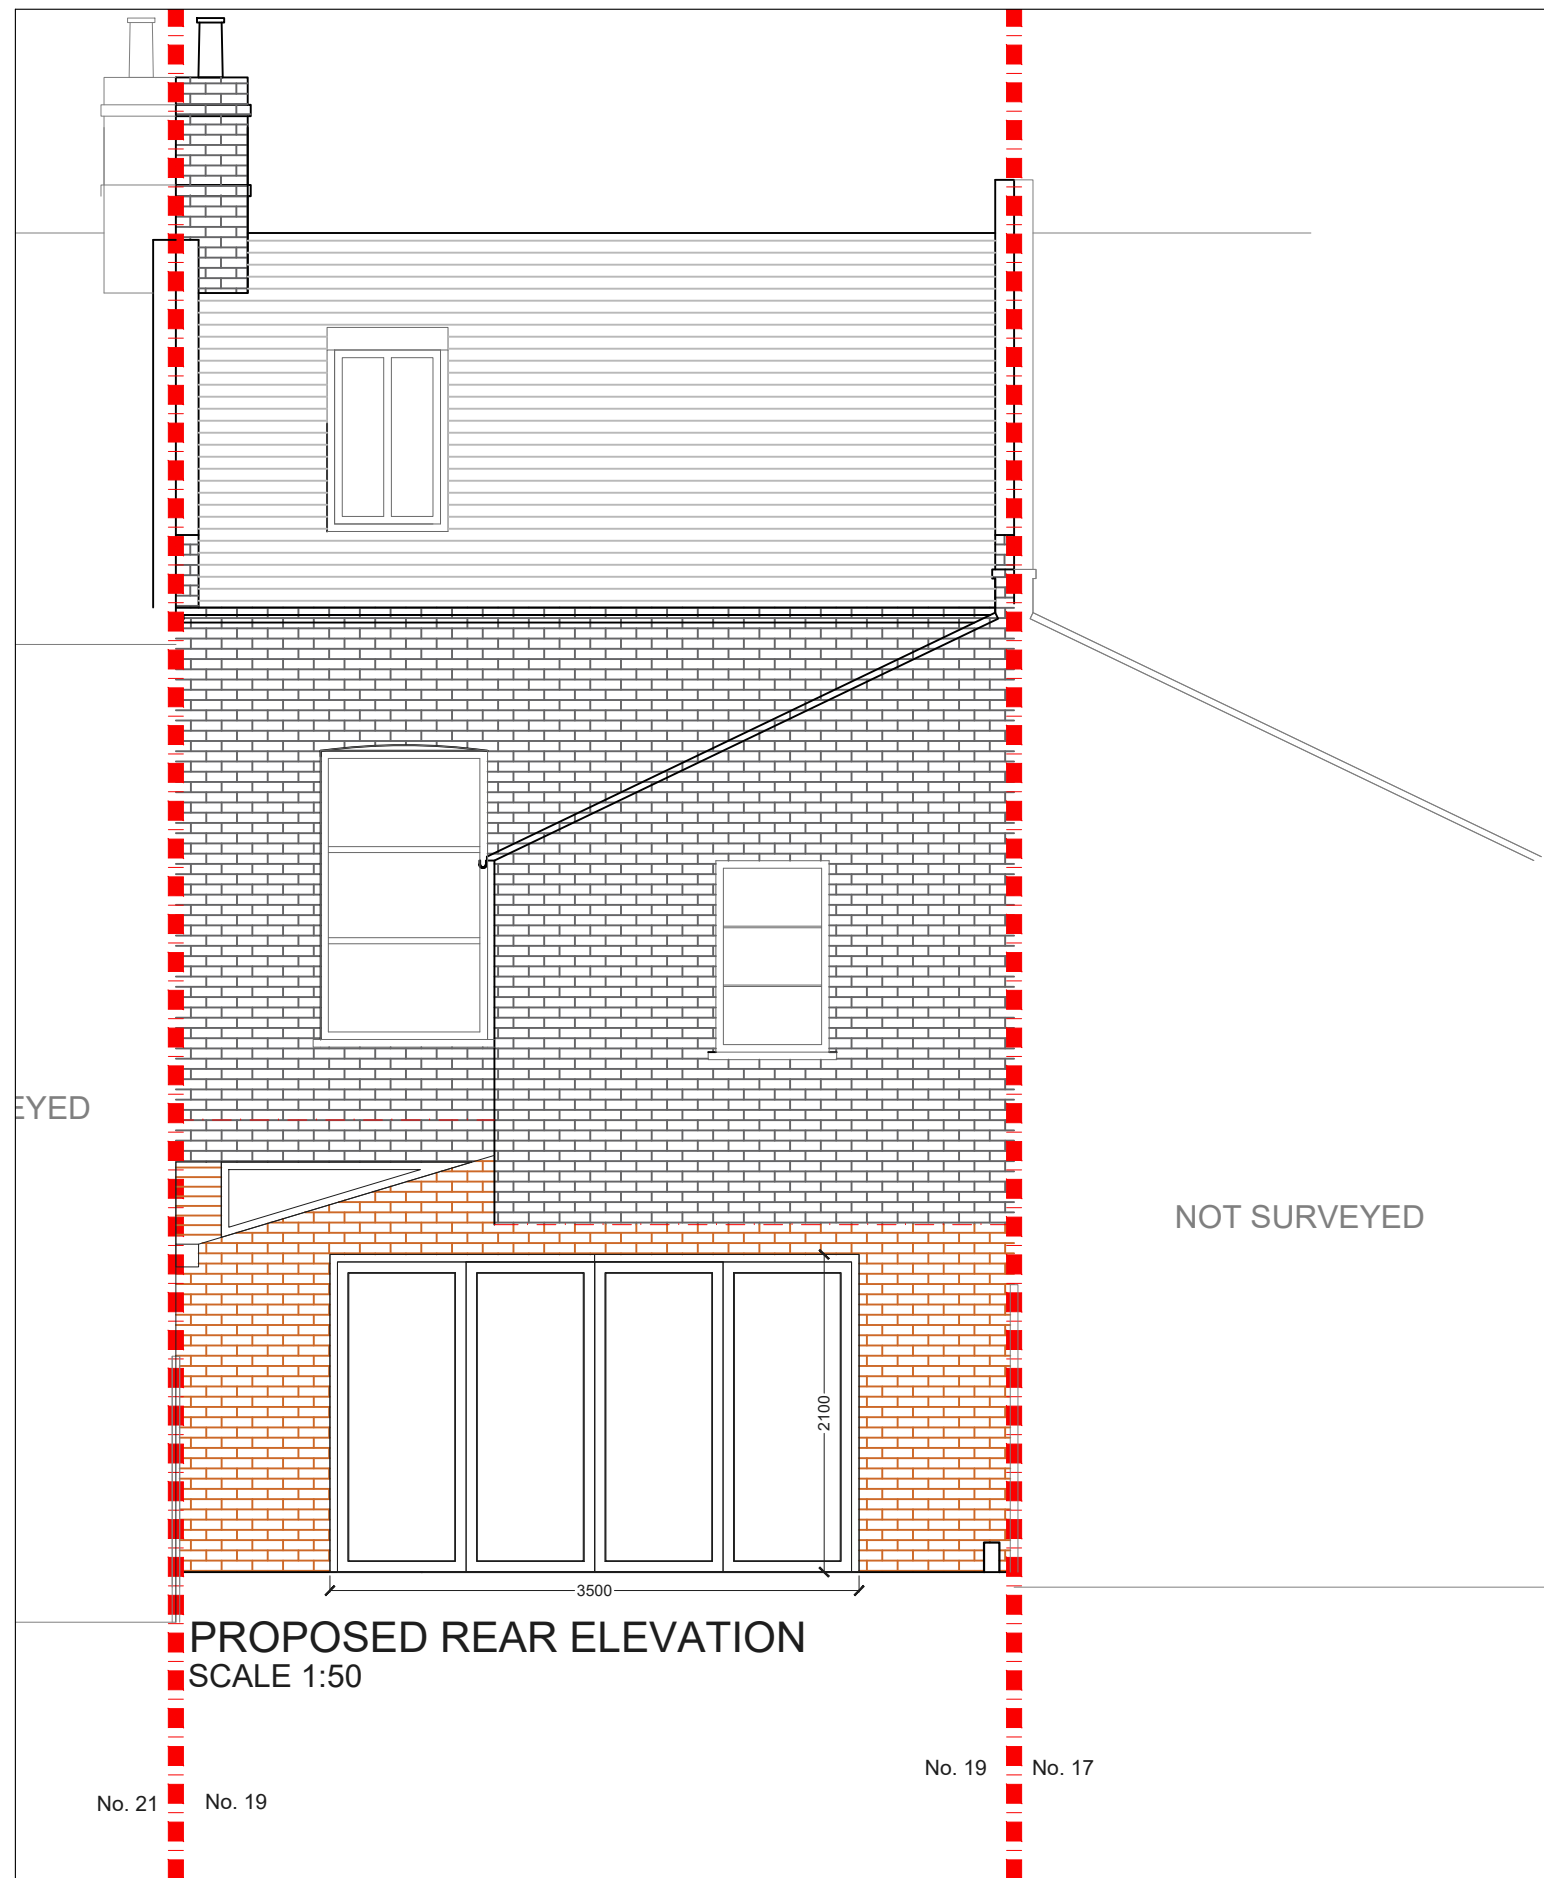 EYED
NOT SURVEYED
2100
3500
PROPOSED REAR ELEVATION
SCALE 1:50
No. 19
No. 17
No. 21
No. 19